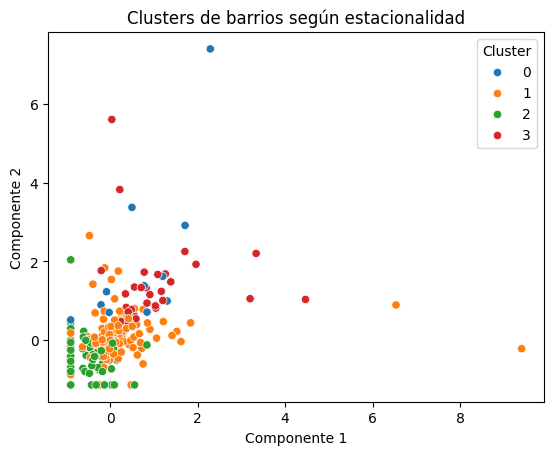 Clusters de barrios según estacionalidad
Cluster
0
1
2
3
6
4
2
0
Componente 2
0 2 4 6 8
Componente 1